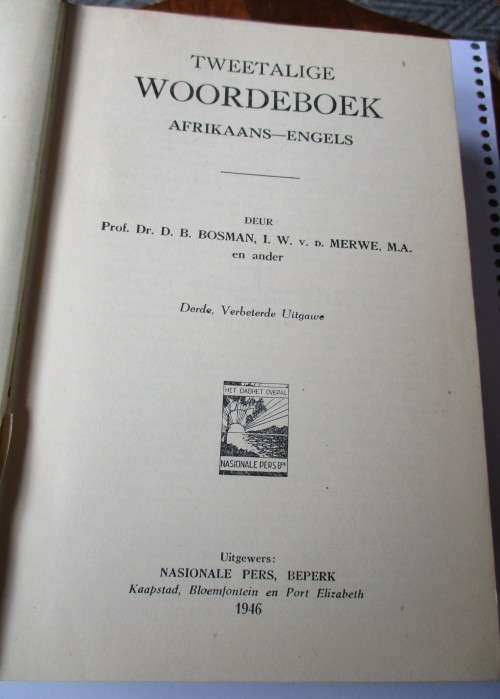 TWEETALIGE
WOORDEBOEK
AFRIKAANS—ENGELS
DEUR
Prof. Dr. D. B. BOSMAN, I. W. v. D. MERWE, M.A.
en ander
Derde, Verbeterde Uitgawe
HET DAGHET OVERAL
NASIONALE PERS Bpk
Uitgewers:
NASIONALE PERS, BEPERK
Kaapstad, Bloemfontein en Port Elizabeth
1946